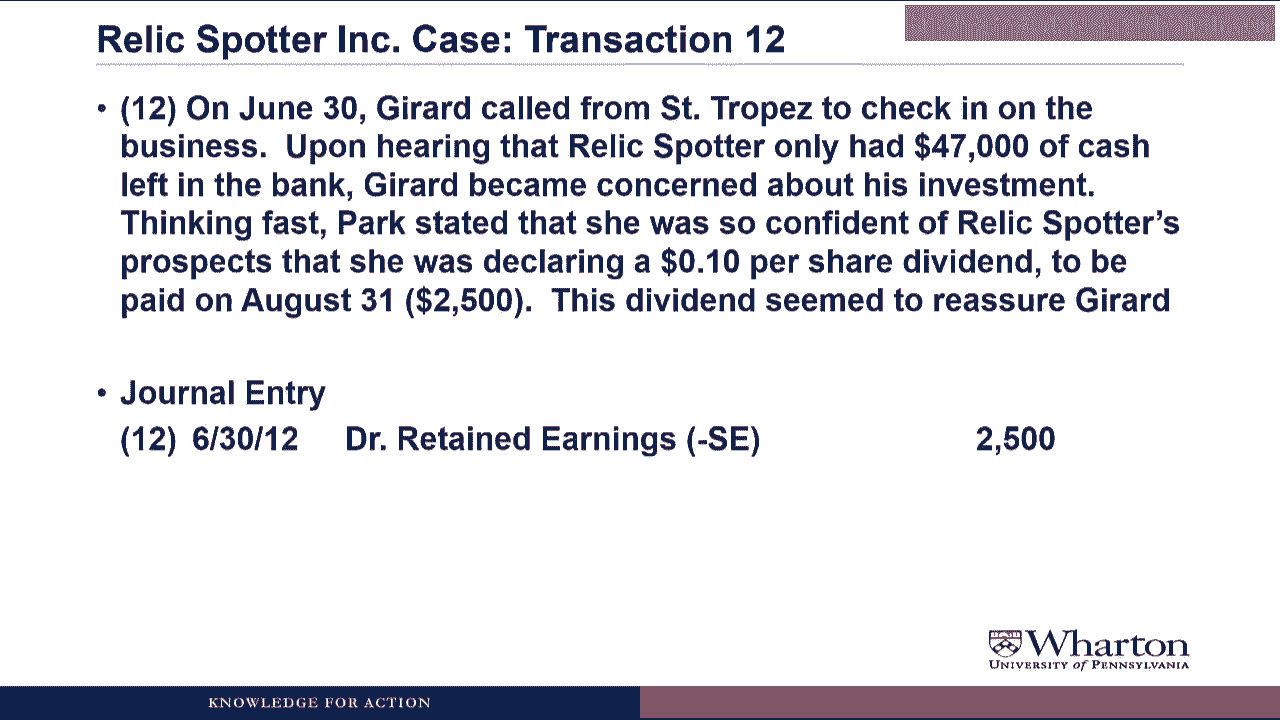 Relic Spotter Inc. Case: Transaction 12
• (12) On June 30, Girard called from St. Tropez to check in on the
business. Upon hearing that Relic Spotter only had $47,000 of cash
left in the bank, Girard became concerned about his investment.
Thinking fast, Park stated that she was so confident of Relic Spotter’s
prospects that she was declaring a $0.10 per share dividend, to be
paid on August 31 ($2,500). This dividend seemed to reassure Girard
• Journal Entry
(12) 6/30/12 Dr. Retained Earnings (-SE) 2,500
Wharton
UNIVERSITY of PENNSYLVANIA
KNOWLEDGE FOR ACTION